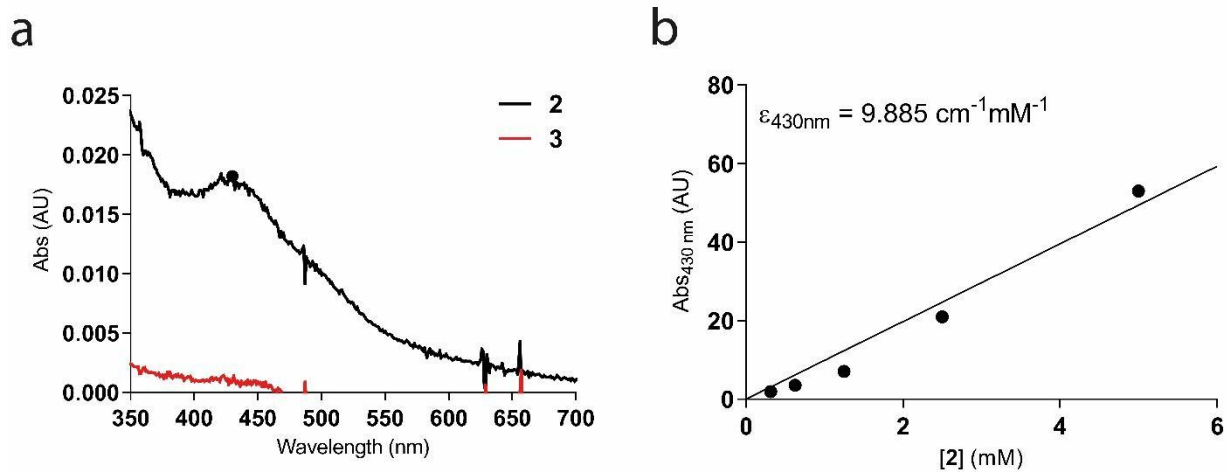 a
0.025
0.020
0.015
0.010
0.005
0.000
Abs (AU)
350 400 450 500 550 600 650 700
Wavelength (nm)
2
3
b
80
60
40
20
0
Abs430 nm (AU)
ε430nm = 9.885 cm-1mM-1
0 2 4 6
[2] (mM)